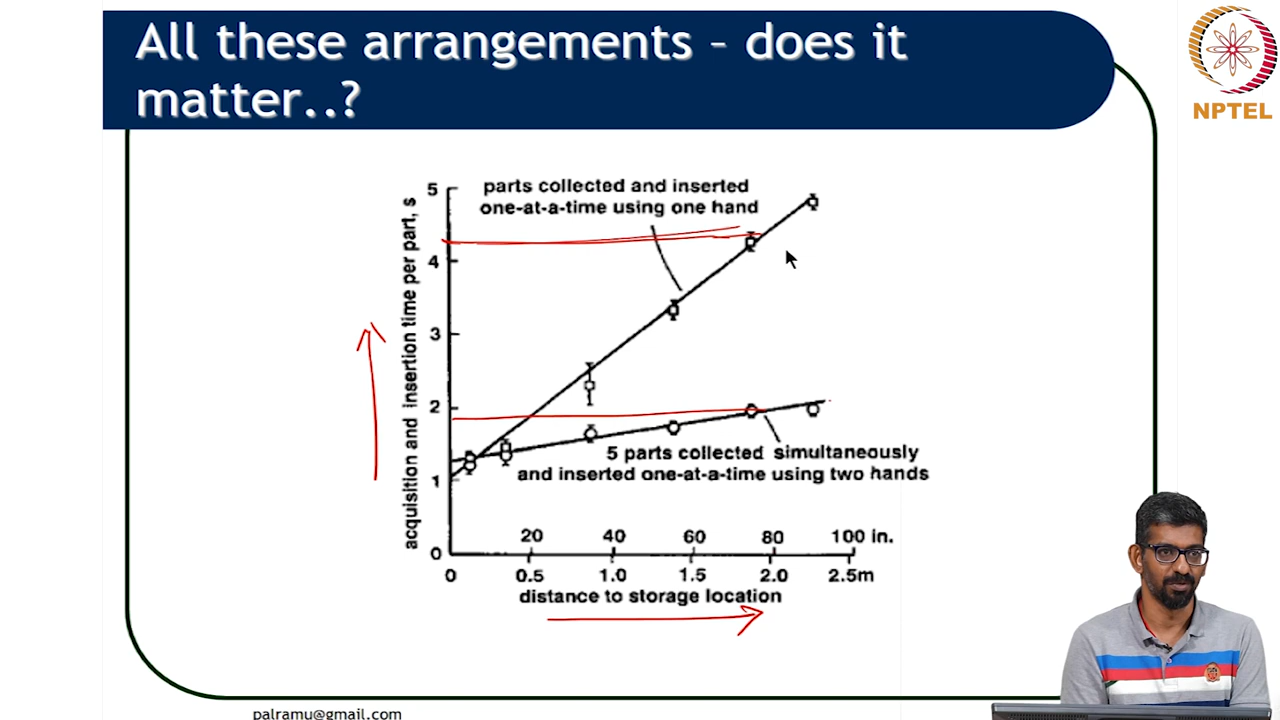 All these arrangements – does it
matter..?
NPTEL
parts collected and inserted
one-at-a-time using one hand
acquisition and insertion time per part, s
5
4
3
2
1
0
5 parts collected simultaneously
and inserted one-at-a-time using two hands
20 40 60 80 100 in.
0 0.5 1.0 1.5 2.0 2.5m
distance to storage location
palramu@gmail.com